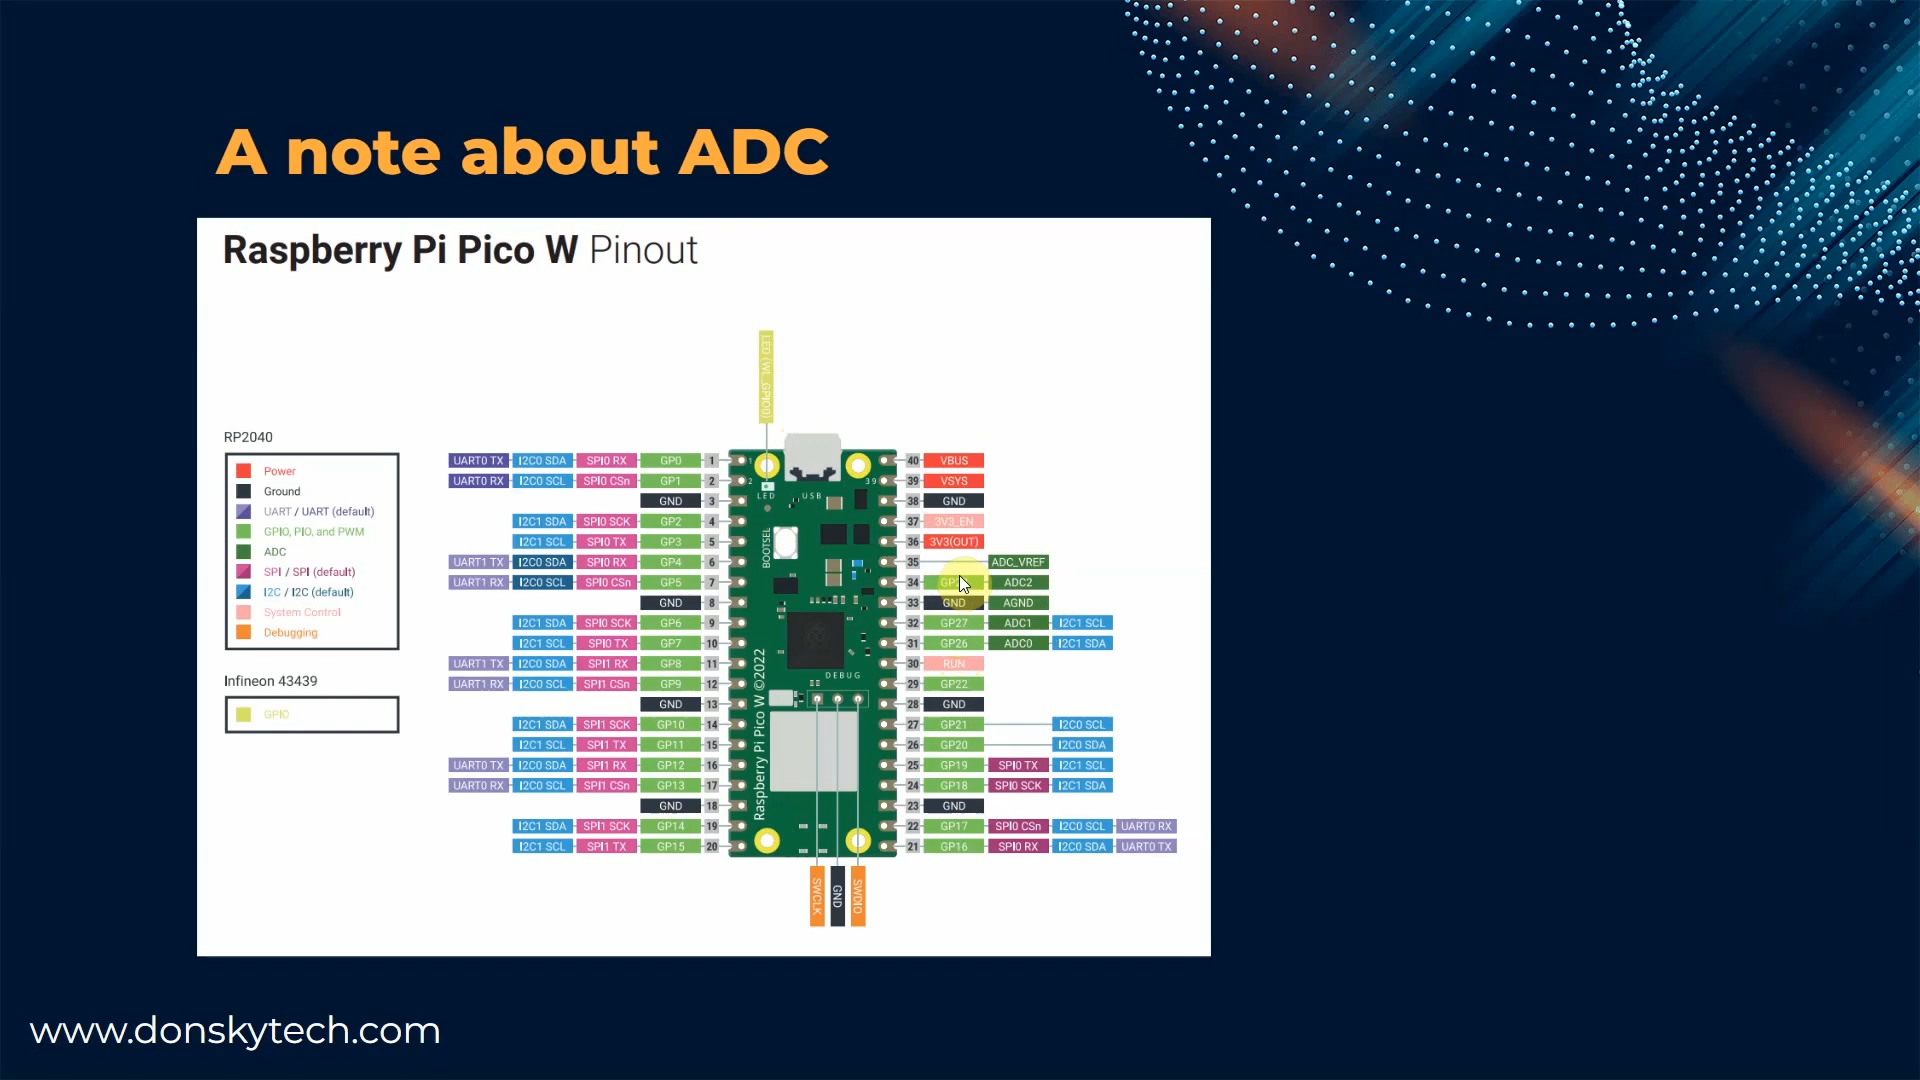 A note about ADC
Raspberry Pi Pico W Pinout
LED (WL_GPIO0)
RP2040
Power
Ground
UART / UART (default)
GPIO, PIO, and PWM
ADC
SPI / SPI (default)
I2C / I2C (default)
System Control
Debugging
Infineon 43439
GPIO
UART0 TX I2C0 SDA SPI0 RX GP0 1
UART0 RX I2C0 SCL SPI0 CSn GP1 2
GND 3
I2C1 SDA SPI0 SCK GP2 4
I2C1 SCL SPI0 TX GP3 5
UART1 TX I2C0 SDA SPI0 RX GP4 6
UART1 RX I2C0 SCL SPI0 CSn GP5 7
GND 8
I2C1 SDA SPI0 SCK GP6 9
I2C1 SCL SPI0 TX GP7 10
UART1 TX I2C0 SDA SPI1 RX GP8 11
UART1 RX I2C0 SCL SPI1 CSn GP9 12
GND 13
I2C1 SDA SPI1 SCK GP10 14
I2C1 SCL SPI1 TX GP11 15
UART0 TX I2C0 SDA SPI1 RX GP12 16
UART0 RX I2C0 SCL SPI1 CSn GP13 17
GND 18
I2C1 SDA SPI1 SCK GP14 19
I2C1 SCL SPI1 TX GP15 20
1
2
39
LED
USB
BOOTSEL
DEBUG
Raspberry Pi Pico W ©2022
40 VBUS
39 VSYS
38 GND
37 3V3_EN
36 3V3(OUT)
35 ADC_VREF
34 ADC2
33 GND AGND
32 GP27 ADC1 I2C1 SCL
31 GP26 ADC0 I2C1 SDA
30 RUN
29 GP22
28 GND
27 GP21 I2C0 SCL
26 GP20 I2C0 SDA
25 GP19 SPI0 TX I2C1 SCL
24 GP18 SPI0 SCK I2C1 SDA
23 GND
22 GP17 SPI0 CSn I2C0 SCL UART0 RX
21 GP16 SPI0 RX I2C0 SDA UART0 TX
SWCLK
GND
SWDIO
www.donskytech.com